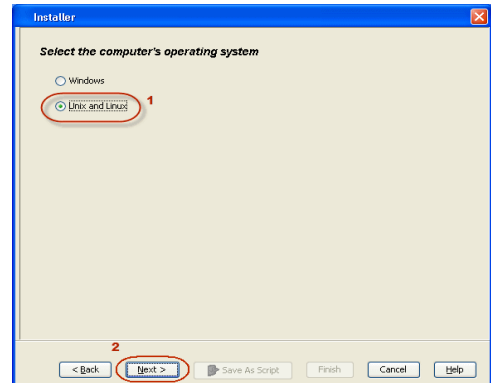 Installer
Select the computer's operating system
Windows
Unix and Linux
1
2
< Back
Next >
Save As Script
Finish
Cancel
Help